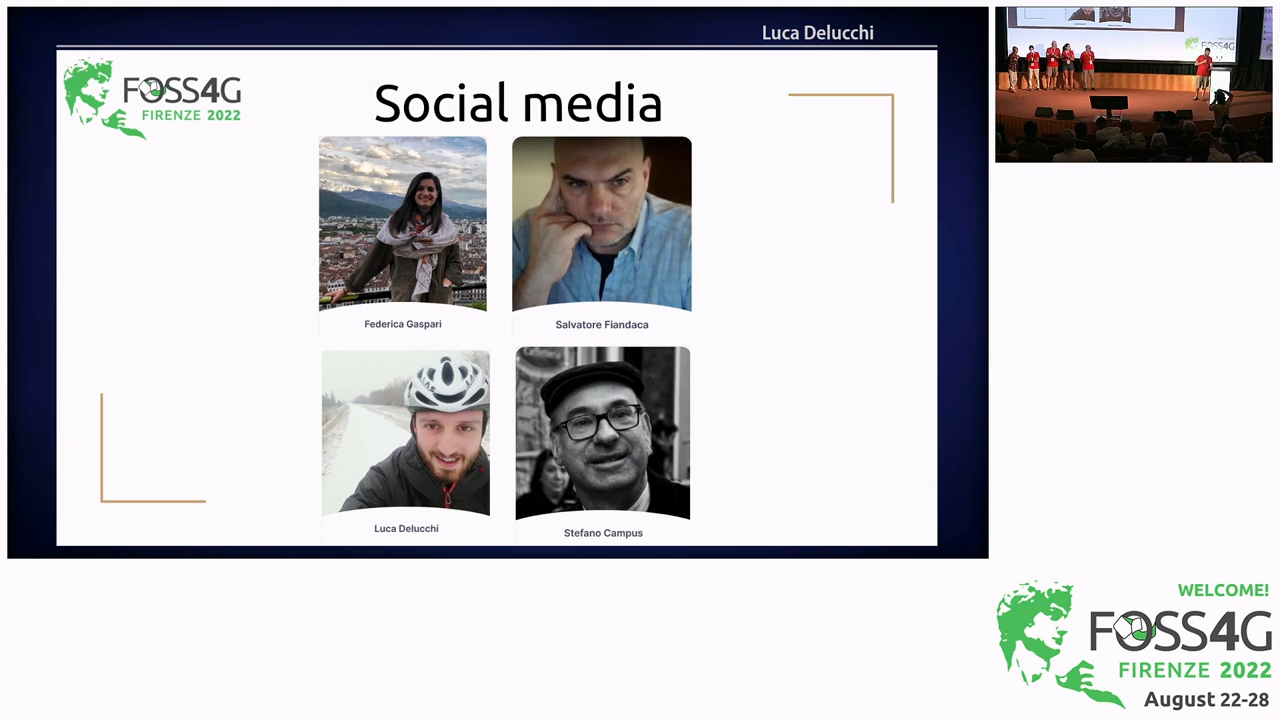 Luca Delucchi
FOSS4G
FIRENZE 2022
Social media
Federica Gaspari
Salvatore Fiandaca
Luca Delucchi
Stefano Campus
FOSS4G
WELCOME!
FOSS4G
FIRENZE 2022
August 22-28